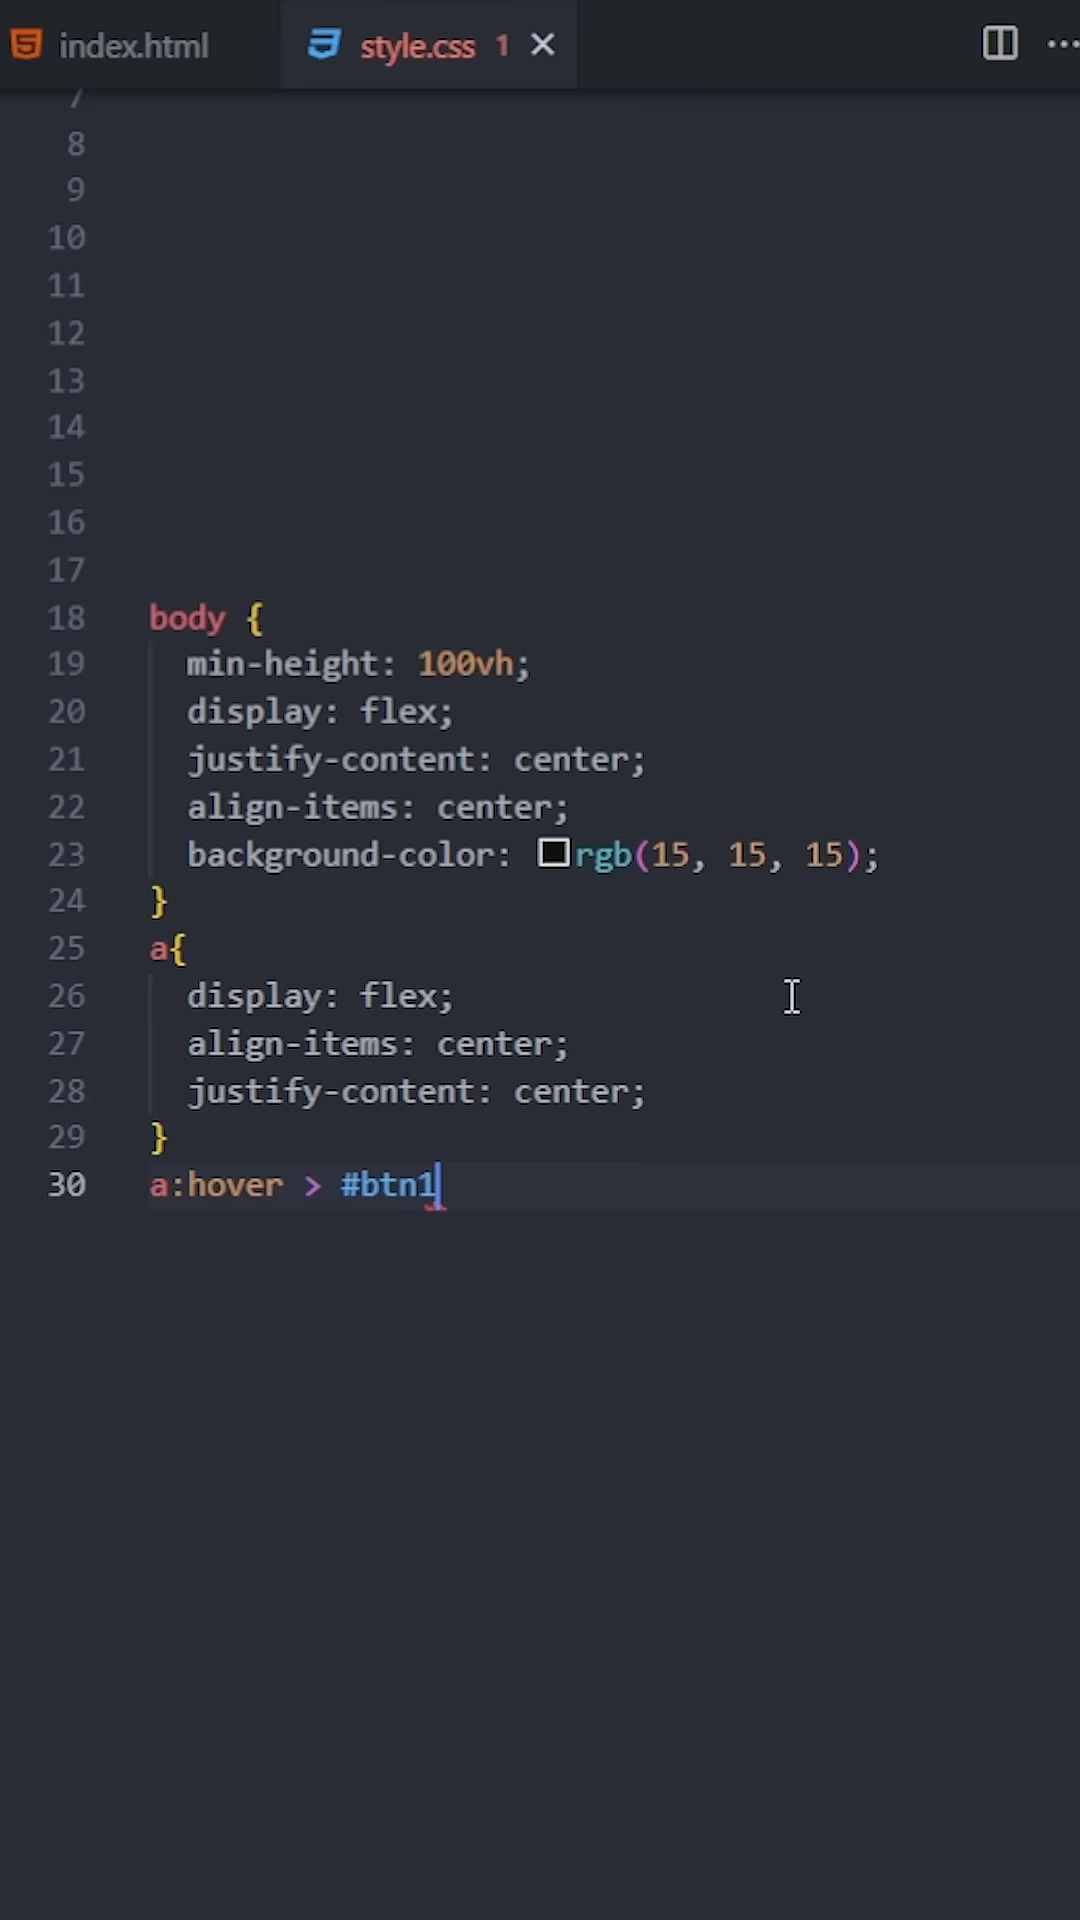 index.html style.css 1
7
8
9
10
11
12
13
14
15
16
17
18 body {
19 min-height: 100vh;
20 display: flex;
21 justify-content: center;
22 align-items: center;
23 background-color: rgb(15, 15, 15);
24 }
25 a{
26 display: flex;
27 align-items: center;
28 justify-content: center;
29 }
30 a:hover > #btn1